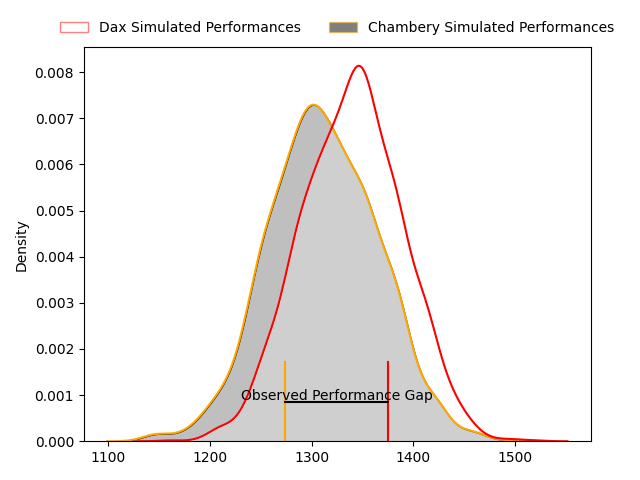 Dax Simulated Performances
Chambery Simulated Performances
Density
0.008
0.007
0.006
0.005
0.004
0.003
0.002
0.001
0.000
Observed Performance Gap
1100 1200 1300 1400 1500